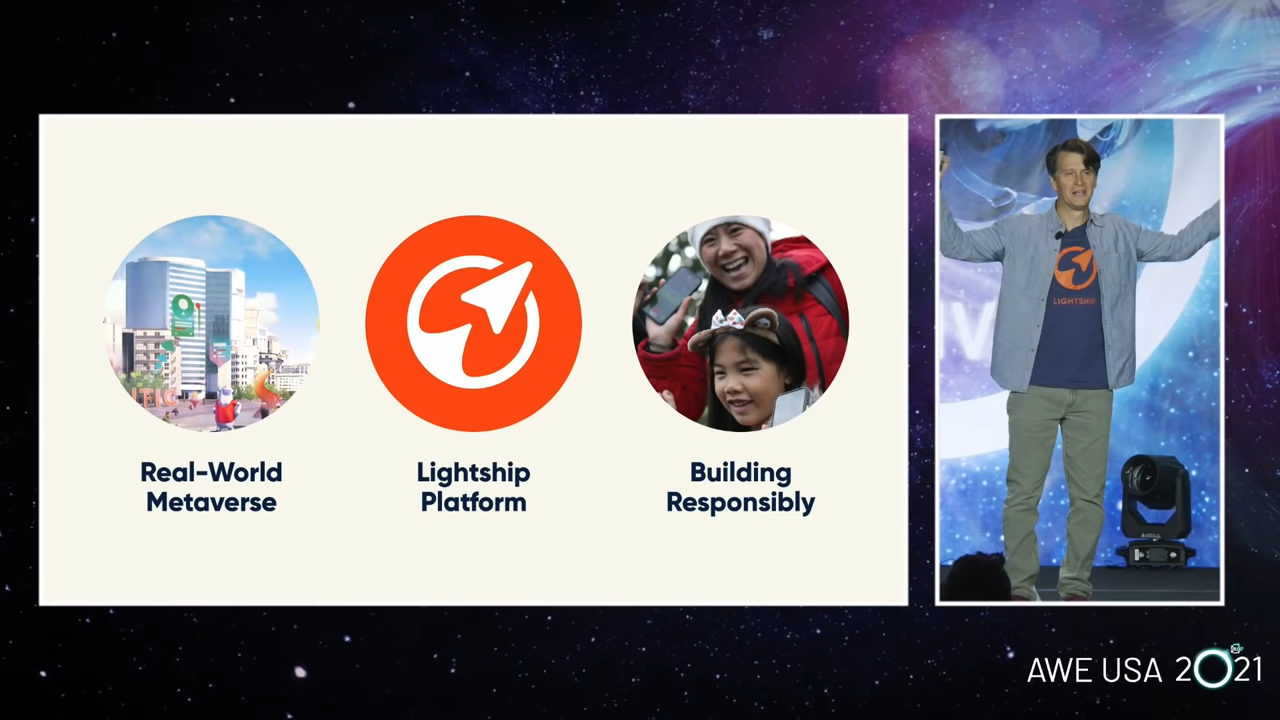 Real-World
Metaverse
Lightship
Platform
Building
Responsibly
LIGHTSHIP
AWE USA 2021